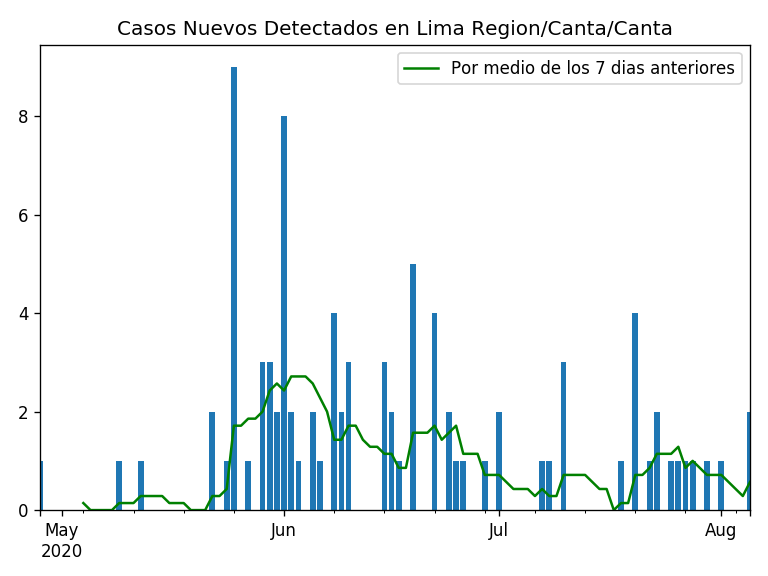 Casos Nuevos Detectados en Lima Region/Canta/Canta
Por medio de los 7 dias anteriores
8
6
4
2
0
May Jun Jul Aug
2020